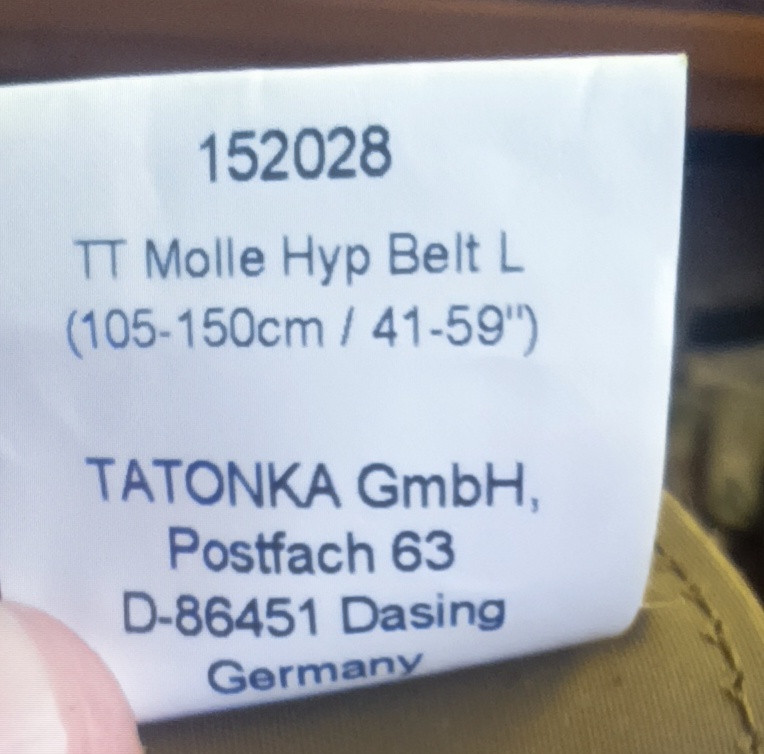 152028
TT Molle Hyp Belt L
(105-150cm / 41-59")
TATONKA GmbH,
Postfach 63
D-86451 Dasing
Germany